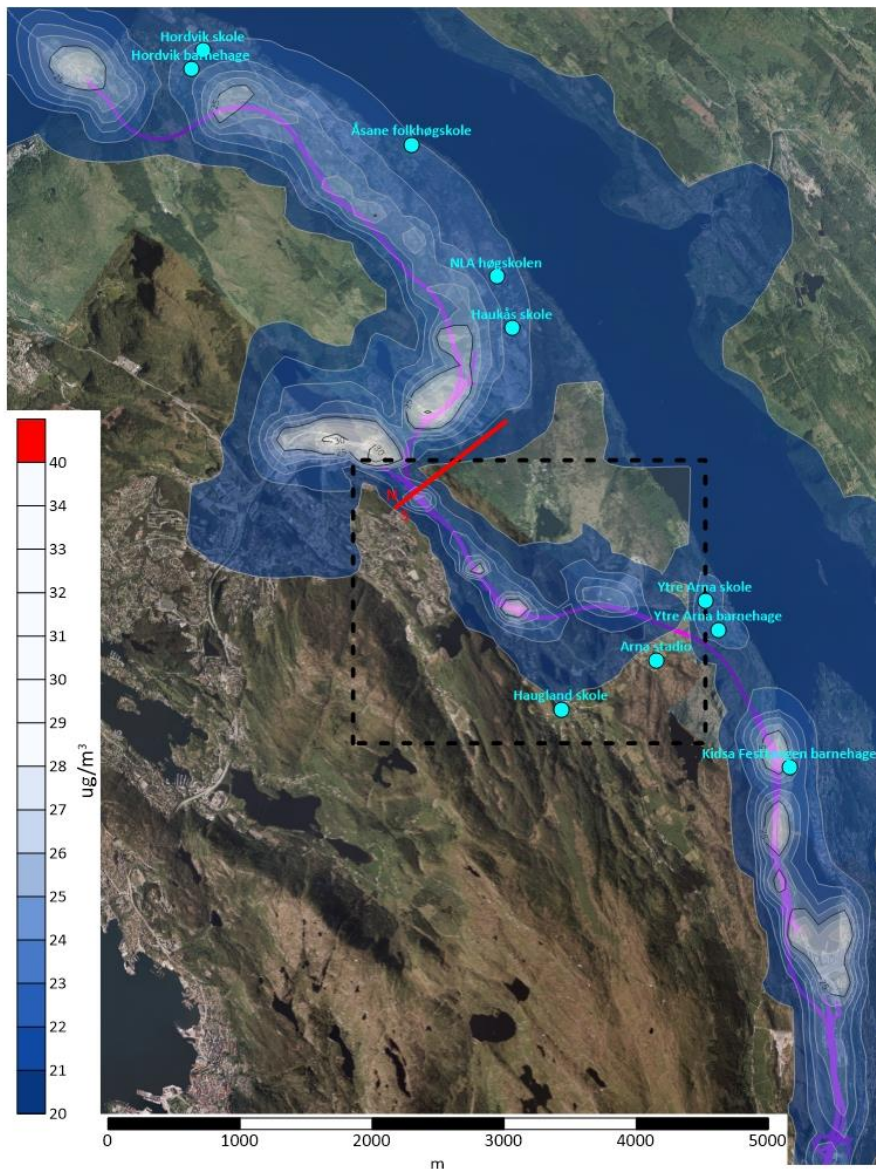 Hordvik skole
Hordvik barnehage
Åsane folkhøgskole
NLA høgskolen
Haukås skole
30
N
S
Ytre Arna skole
Ytre Arna barnehage
Arna stadio
Haugland skole
Kidsa Festtangen barnehage
40
34
33
32
31
30
29
28
27
26
25
24
23
22
21
20
ug/m³
0 1000 2000 3000 4000 5000
m